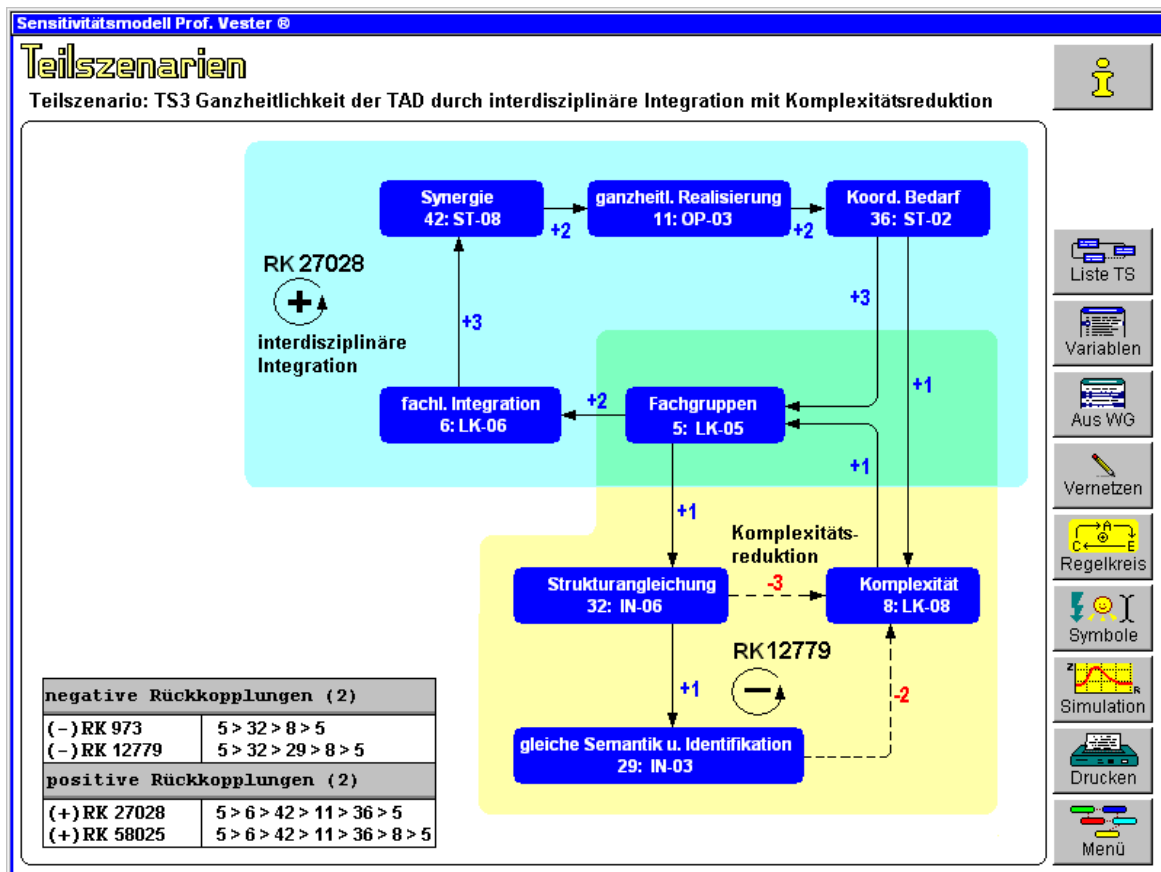 Sensitivitätsmodell Prof. Vester ®
Teilszenarien
Teilszenario: TS3 Ganzheitlichkeit der TAD durch interdisziplinäre Integration mit Komplexitätsreduktion
Synergie
42: ST-08
+2
ganzheitl. Realisierung
11: OP-03
+2
Koord. Bedarf
36: ST-02
RK 27028
+
interdisziplinäre
Integration
+3
+3
+1
fachl. Integration
6: LK-06
+2
Fachgruppen
5: LK-05
+1
+1
Komplexitäts-
reduktion
Strukturangleichung
32: IN-06
-3
Komplexität
8: LK-08
RK 12779
−
+1
-2
gleiche Semantik u. Identifikation
29: IN-03
negative Rückkopplungen (2)
(-)RK 973 5 > 32 > 8 > 5
(-)RK 12779 5 > 32 > 29 > 8 > 5
positive Rückkopplungen (2)
(+)RK 27028 5 > 6 > 42 > 11 > 36 > 5
(+)RK 58025 5 > 6 > 42 > 11 > 36 > 8 > 5
i
Liste TS
Variablen
Aus WG
Vernetzen
A
C E
Regelkreis
Symbole
Z
R
Simulation
Drucken
Menü